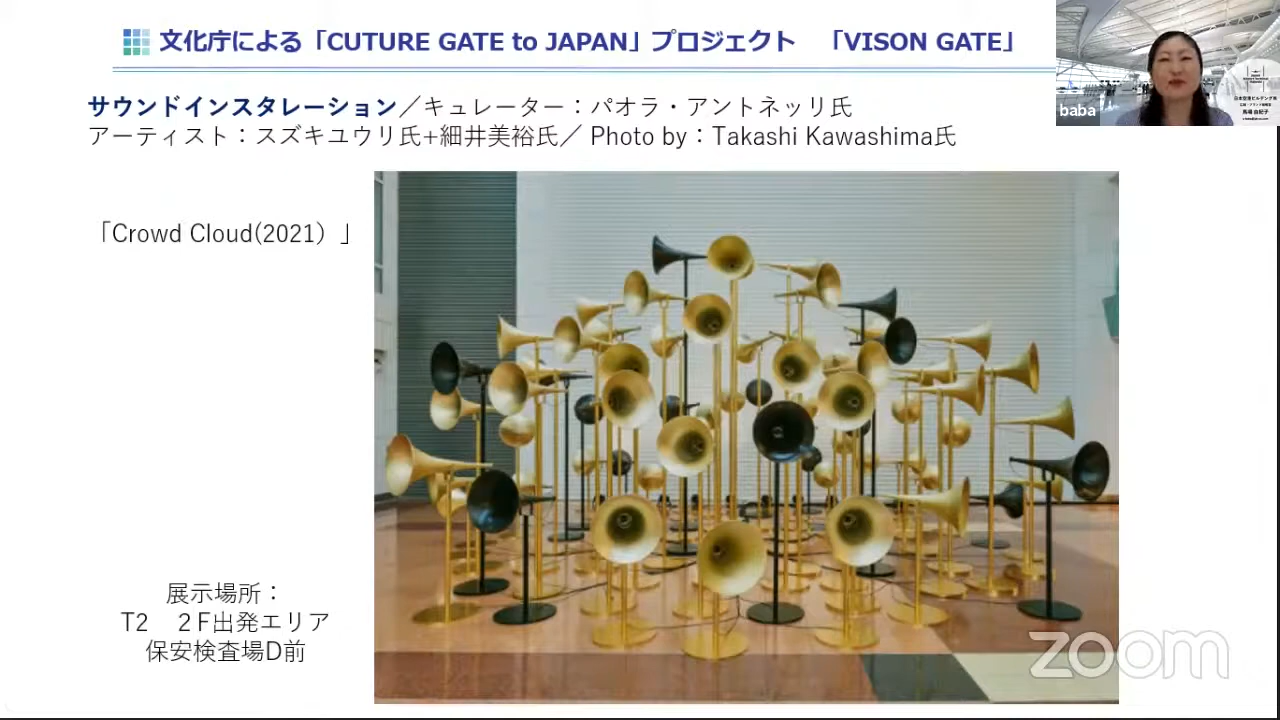 文化庁による「CUTURE GATE to JAPAN」プロジェクト　「VISON GATE」
サウンドインスタレーション／キュレーター：パオラ・アントネッリ氏
アーティスト：スズキユウリ氏+細井美裕氏／ Photo by：Takashi Kawashima氏
「Crowd Cloud(2021）」
展示場所：
T2　２F出発エリア
保安検査場D前
baba
zoom